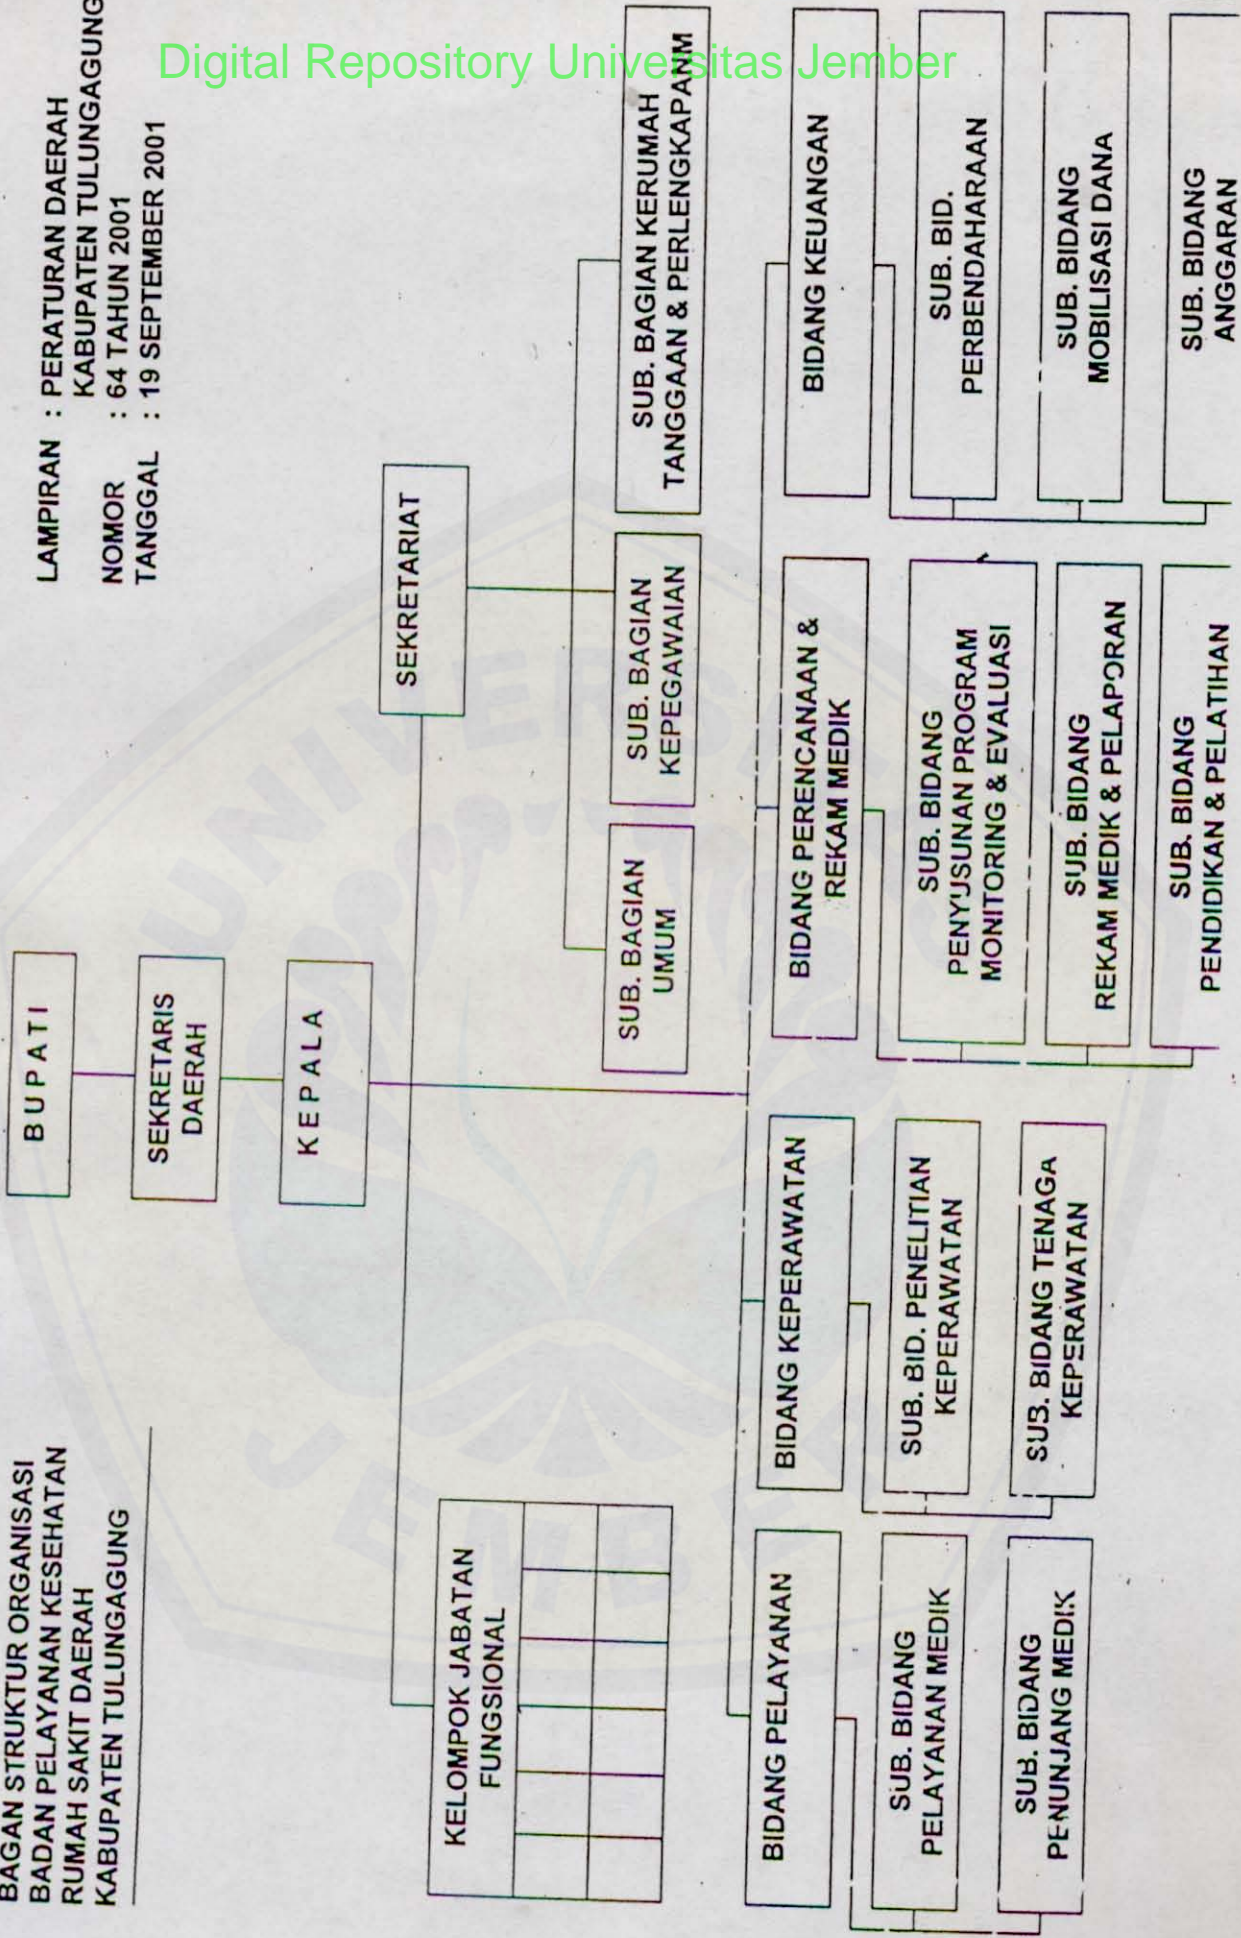 Digital Repository Universitas Jember
BAGAN STRUKTUR ORGANISASI
BADAN PELAYANAN KESEHATAN
RUMAH SAKIT DAERAH
KABUPATEN TULUNGAGUNG
LAMPIRAN : PERATURAN DAERAH
KABUPATEN TULUNGAGUNG
NOMOR : 64 TAHUN 2001
TANGGAL : 19 SEPTEMBER 2001
BUPATI
SEKRETARIS
DAERAH
KEPALA
SEKRETARIAT
KELOMPOK JABATAN
FUNGSIONAL
SUB. BAGIAN
UMUM
SUB. BAGIAN
KEPEGAWAIAN
SUB. BAGIAN KERUMAH
TANGGAAN & PERLENGKAPANM
BIDANG PELAYANAN
SUB. BIDANG
PELAYANAN MEDIK
SUB. BIDANG
PENUNJANG MEDIK
BIDANG KEPERAWATAN
SUB. BID. PENELITIAN
KEPERAWATAN
SUB. BIDANG TENAGA
KEPERAWATAN
BIDANG PERENCANAAN &
REKAM MEDIK
SUB. BIDANG
PENYUSUNAN PROGRAM
MONITORING & EVALUASI
SUB. BIDANG
REKAM MEDIK & PELAPORAN
SUB. BIDANG
PENDIDIKAN & PELATIHAN
BIDANG KEUANGAN
SUB. BID.
PERBENDAHARAAN
SUB. BIDANG
MOBILISASI DANA
SUB. BIDANG
ANGGARAN
UNIVERSITAS
JEMBER